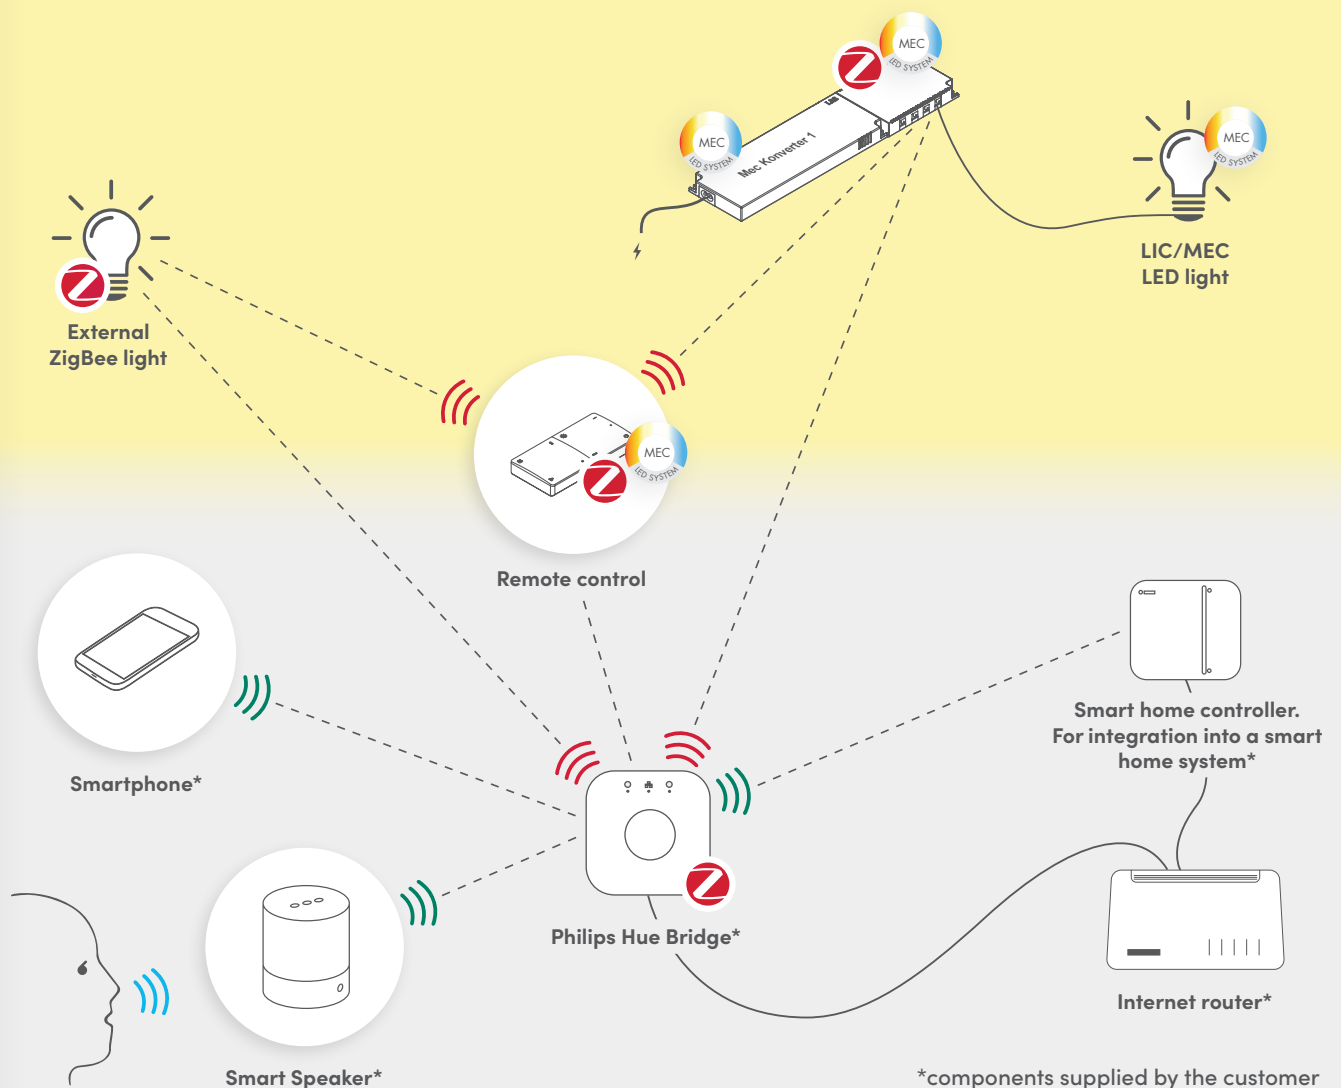 MEC
LED SYSTEM
MEC
LED SYSTEM
Mec Konverter 1
MEC
LED SYSTEM
LIC/MEC
LED light
External
ZigBee light
MEC
LED SYSTEM
Remote control
Smartphone*
Smart home controller.
For integration into a smart
home system*
Philips Hue Bridge*
Internet router*
Smart Speaker*
*components supplied by the customer